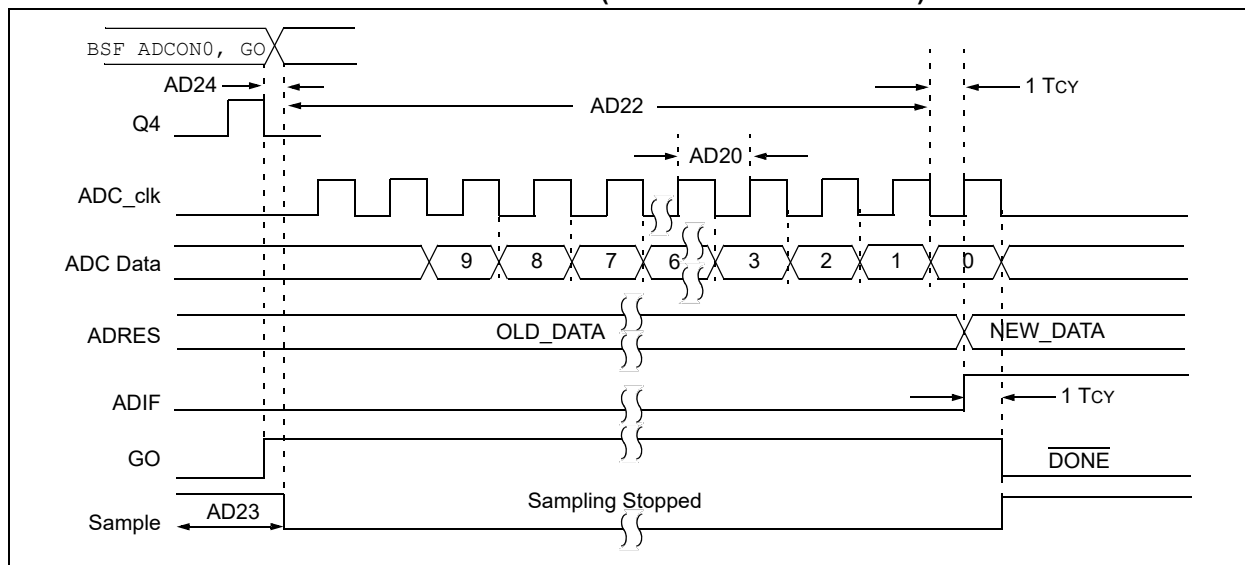 BSF ADCON0, GO
AD24
1 TCY
AD22
Q4
AD20
ADC_clk
ADC Data
9 8 7 6 3 2 1 0
ADRES
OLD_DATA
NEW_DATA
ADIF
1 TCY
GO
DONE
Sampling Stopped
AD23
Sample